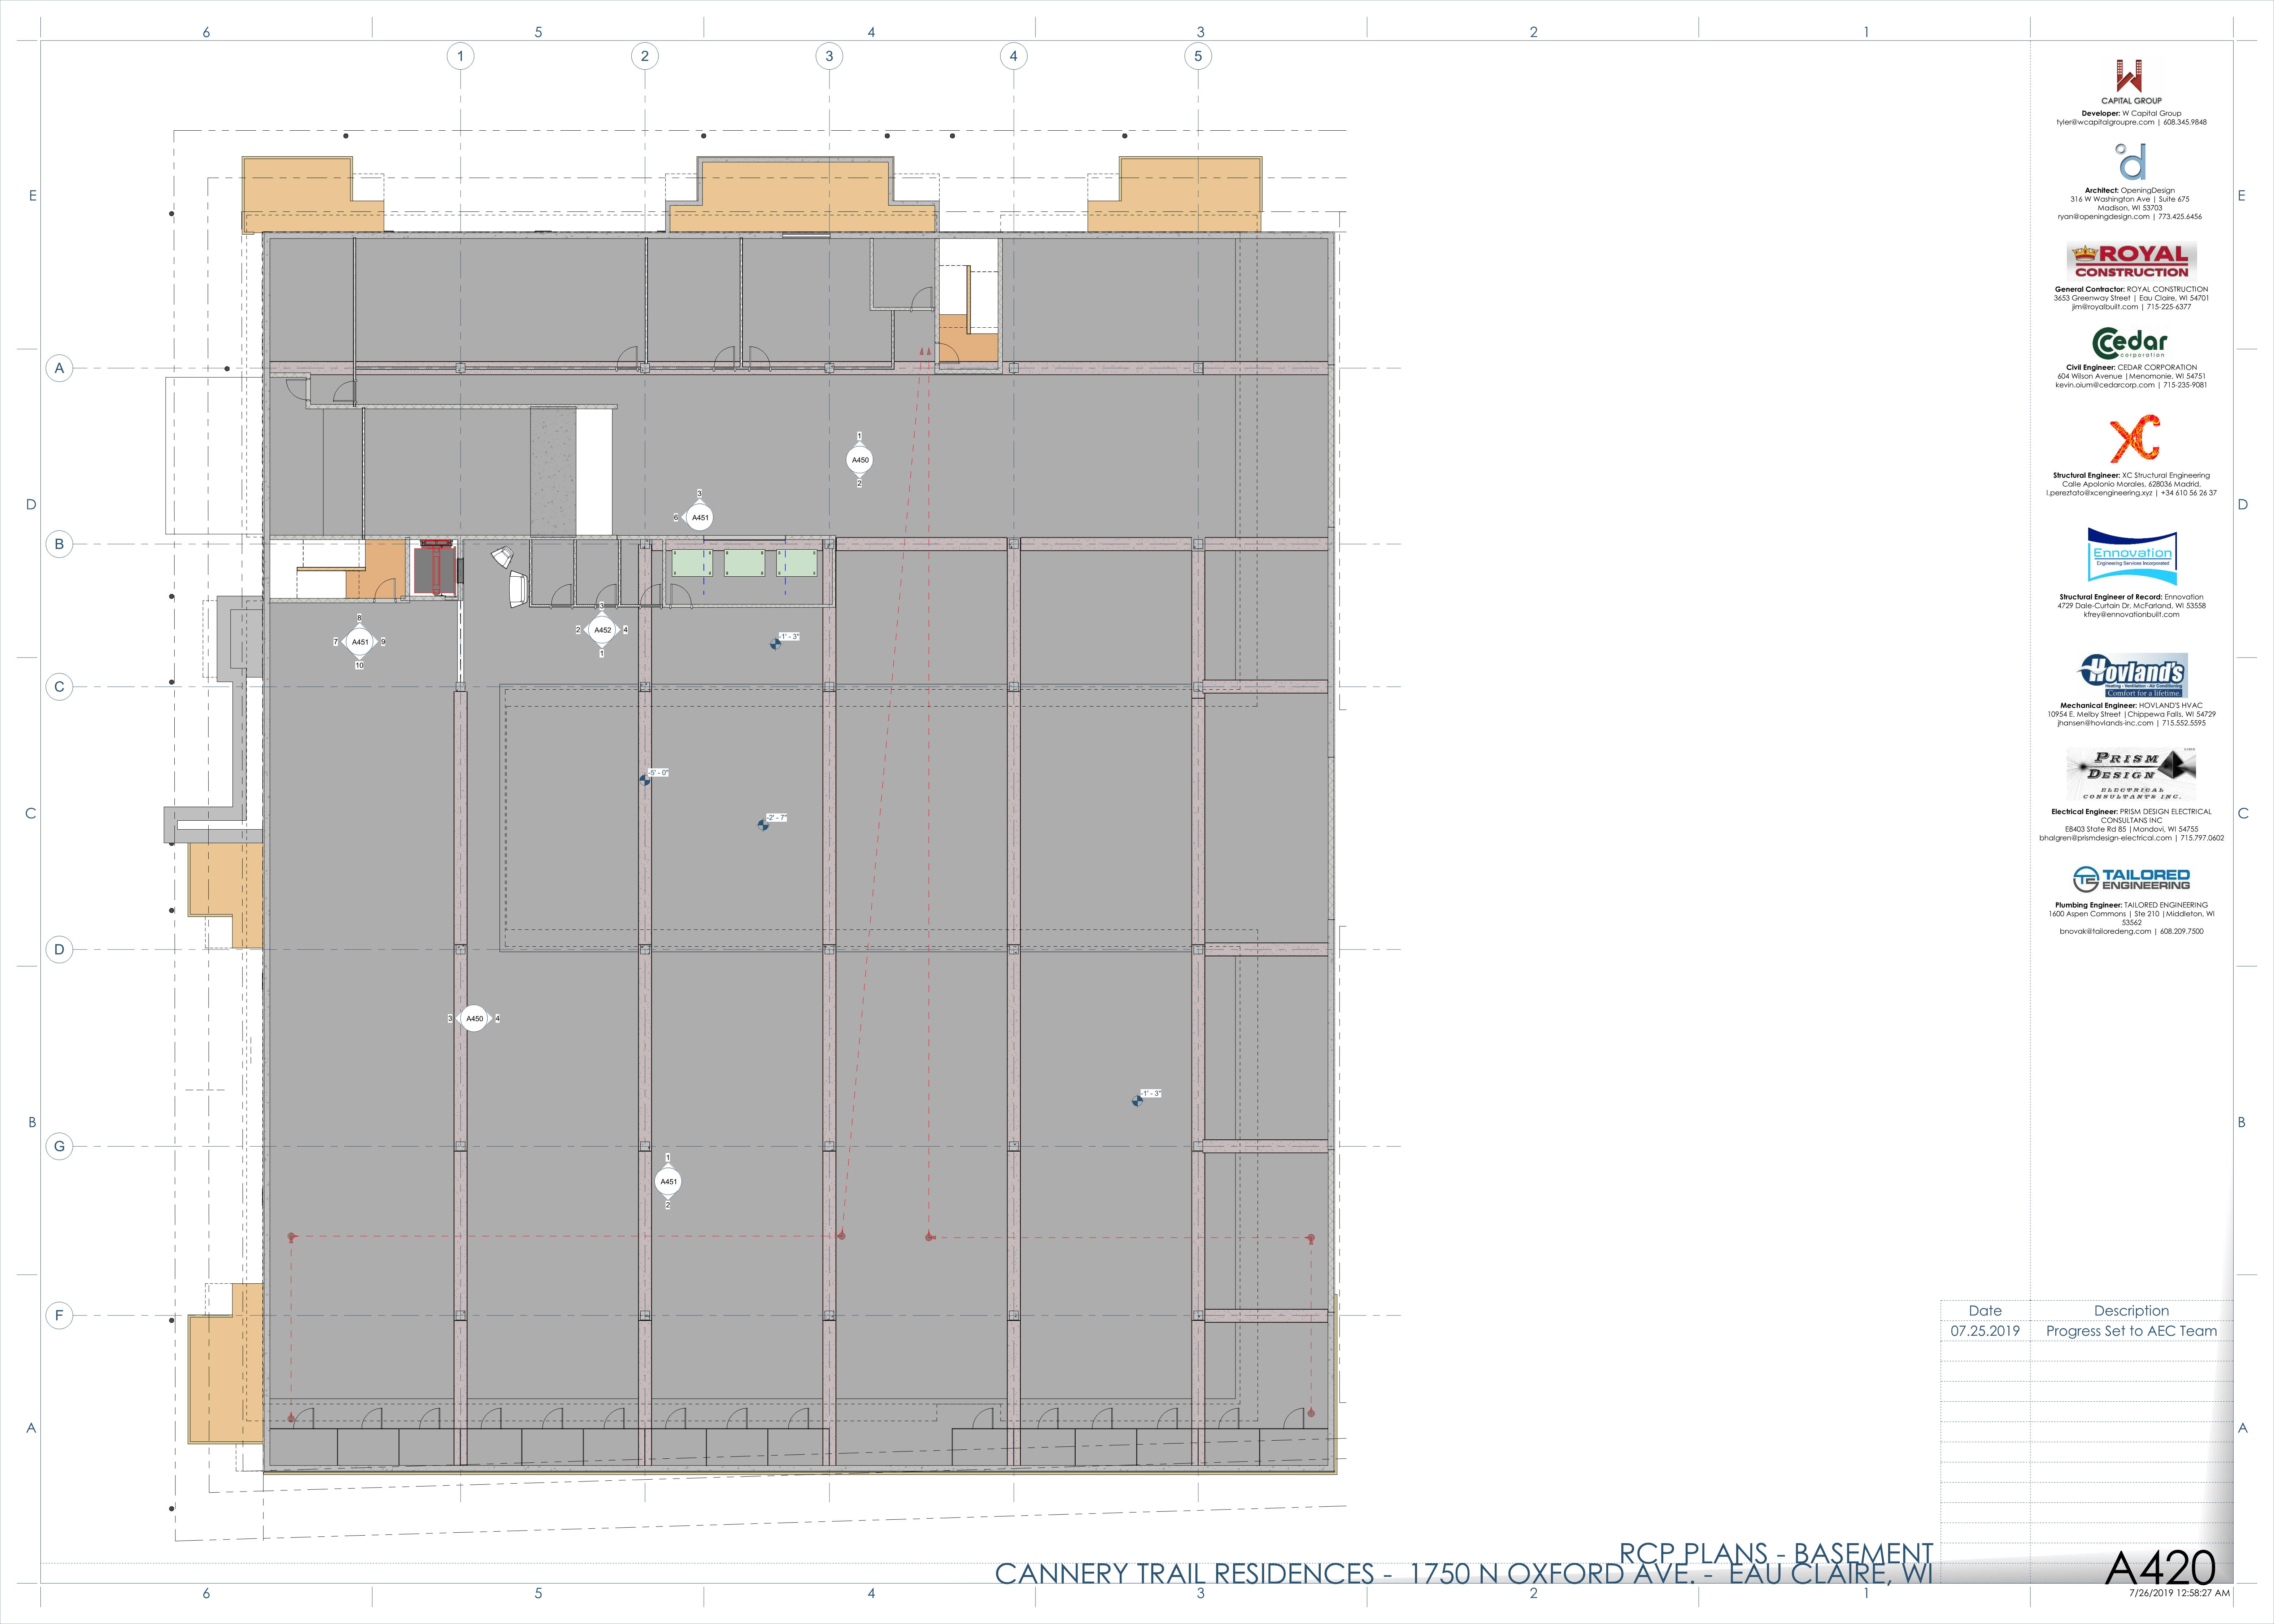 6 5 4 3 2 1
1 2 3 4 5
E E
A
1
A450
2
3
6 A451
D D
B
8
7 A451 9
10
3
2 A452 4
1
-1' - 3"
C
-5' - 0"
-2' - 7"
C C
D
3 A450 4
-1' - 3"
B B
G
1
A451
2
F
A A
6 5 4 3 2 1
W
CAPITAL GROUP
Developer: W Capital Group
tyler@wcapitalgroupre.com | 608.345.9848
d
Architect: OpeningDesign
316 W Washington Ave | Suite 675
Madison, WI 53703
ryan@openingdesign.com | 773.425.6456
ROYAL
CONSTRUCTION
General Contractor: ROYAL CONSTRUCTION
3653 Greenway Street | Eau Claire, WI 54701
jim@royalbuilt.com | 715-225-6377
Cedar
corporation
Civil Engineer: CEDAR CORPORATION
604 Wilson Avenue |Menomonie, WI 54751
kevin.oium@cedarcorp.com | 715-235-9081
XC
Structural Engineer: XC Structural Engineering
Calle Apolonio Morales, 628036 Madrid,
l.pereztato@xcengineering.xyz | +34 610 56 26 37
Ennovation
Engineering Services Incorporated
Structural Engineer of Record: Ennovation
4729 Dale-Curtain Dr, McFarland, WI 53558
kfrey@ennovationbuilt.com
Hovland's
Heating - Ventilation - Air Conditioning
Comfort for a lifetime.
Mechanical Engineer: HOVLAND'S HVAC
10954 E. Melby Street |Chippewa Falls, WI 54729
jhansen@hovlands-inc.com | 715.552.5595
PRISM
DESIGN
ELECTRICAL
CONSULTANTS INC.
Electrical Engineer: PRISM DESIGN ELECTRICAL
CONSULTANS INC
E8403 State Rd 85 |Mondovi, WI 54755
bhalgren@prismdesign-electrical.com | 715.797.0602
TE TAILORED
ENGINEERING
Plumbing Engineer: TAILORED ENGINEERING
1600 Aspen Commons | Ste 210 |Middleton, WI
53562
bnovak@tailoredeng.com | 608.209.7500
Date Description
07.25.2019 Progress Set to AEC Team
RCP PLANS - BASEMENT
CANNERY TRAIL RESIDENCES - 1750 N OXFORD AVE. - EAU CLAIRE, WI
A420
7/26/2019 12:58:27 AM